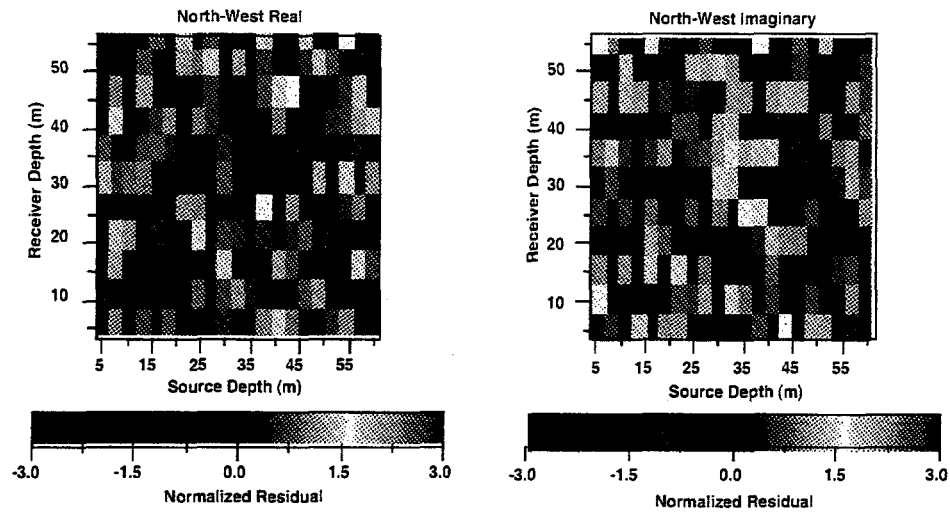 North-West Real
Receiver Depth (m)
50
40
30
20
10
5 15 25 35 45 55
Source Depth (m)
-3.0 -1.5 0.0 1.5 3.0
Normalized Residual
North-West Imaginary
Receiver Depth (m)
50
40
30
20
10
5 15 25 35 45 55
Source Depth (m)
-3.0 -1.5 0.0 1.5 3.0
Normalized Residual